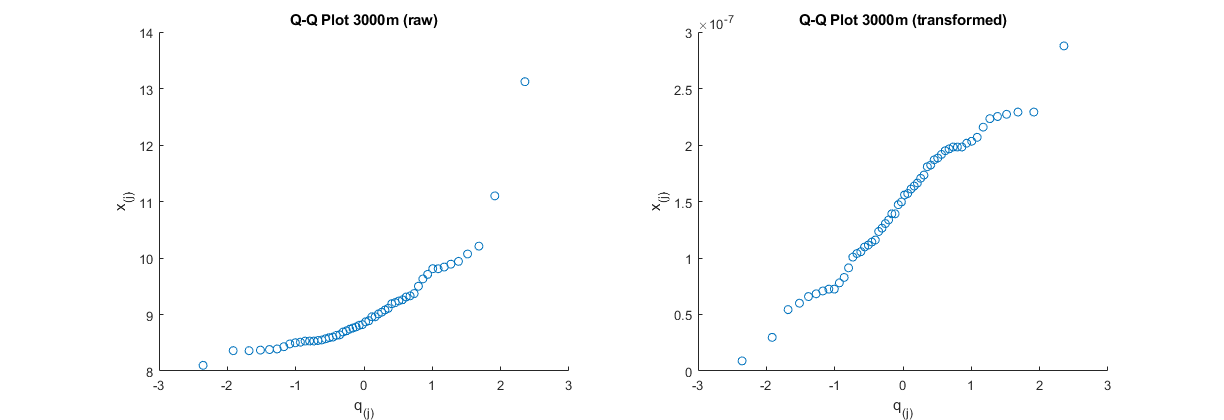 Q-Q Plot 3000m (raw)
14
13
12
11
10
9
8
x(j)
-3 -2 -1 0 1 2 3
q(j)
Q-Q Plot 3000m (transformed)
×10-7
3
2.5
2
1.5
1
0.5
0
x(j)
-3 -2 -1 0 1 2 3
q(j)